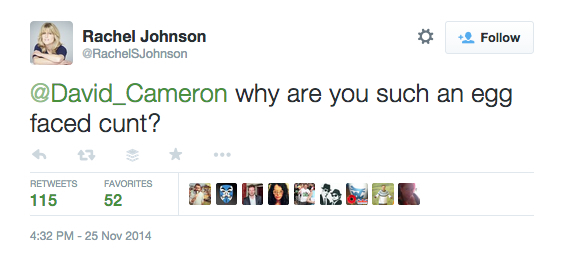 Rachel Johnson
@RachelSJohnson
Follow
@David_Cameron why are you such an egg
faced cunt?
RETWEETS FAVORITES
115 52
4:32 PM - 25 Nov 2014